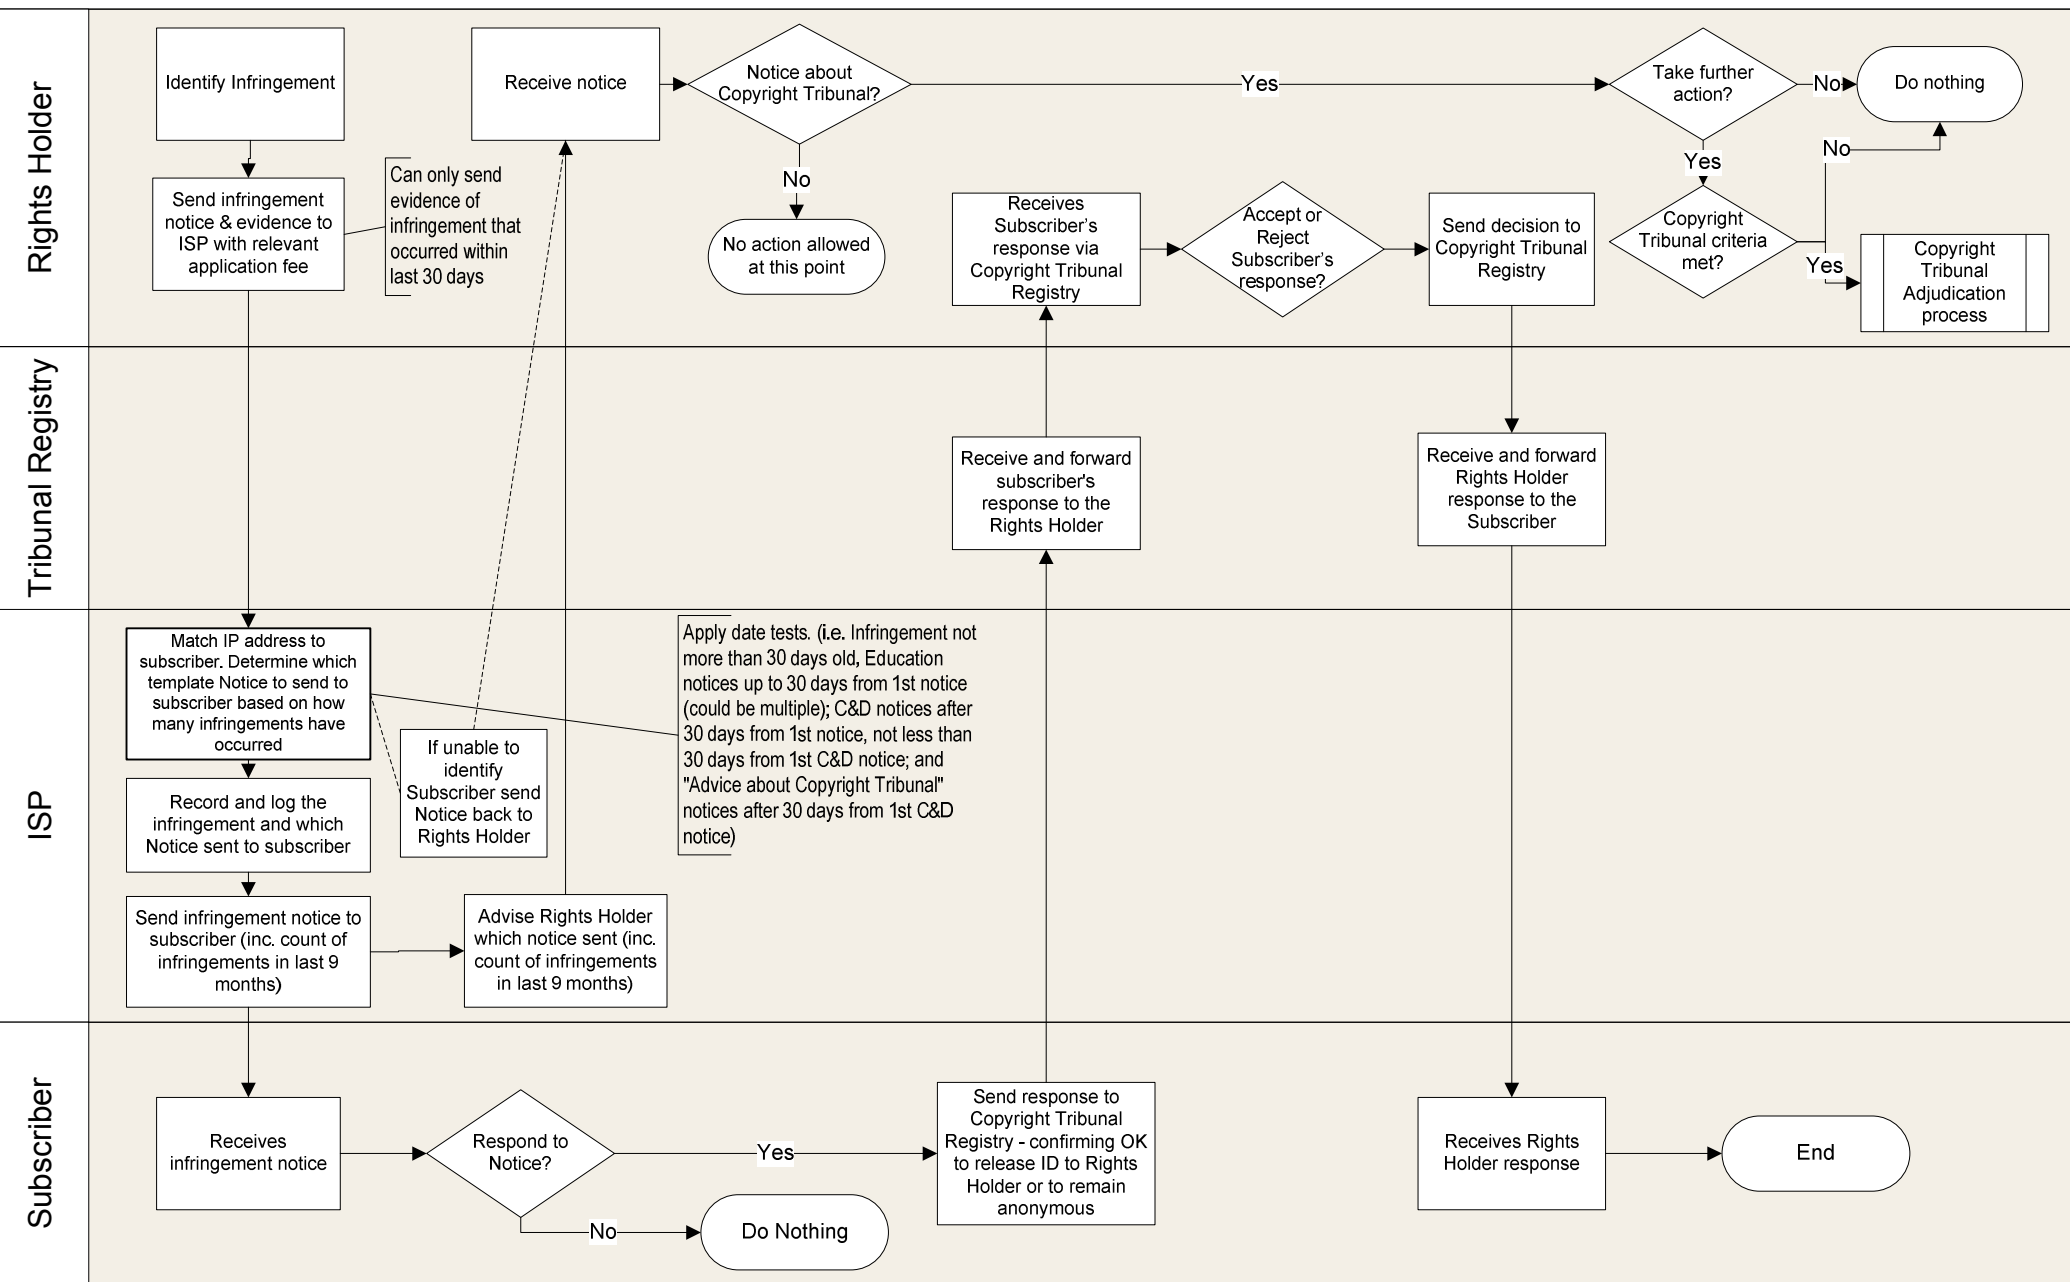 Rights Holder
Identify Infringement
Send infringement
notice & evidence to
ISP with relevant
application fee
Can only send
evidence of
infringement that
occurred within
last 30 days
Receive notice
Notice about
Copyright Tribunal?
No
No action allowed
at this point
Yes
Receives
Subscriber's
response via
Copyright Tribunal
Registry
Accept or
Reject
Subscriber's
response?
Send decision to
Copyright Tribunal
Registry
Take further
action?
No
Do nothing
Yes
Copyright
Tribunal criteria
met?
No
Yes
Copyright
Tribunal
Adjudication
process
Tribunal Registry
Receive and forward
subscriber's
response to the
Rights Holder
Receive and forward
Rights Holder
response to the
Subscriber
ISP
Match IP address to
subscriber. Determine which
template Notice to send to
subscriber based on how
many infringements have
occurred
Record and log the
infringement and which
Notice sent to subscriber
Send infringement notice to
subscriber (inc. count of
infringements in last 9
months)
If unable to
identify
Subscriber send
Notice back to
Rights Holder
Advise Rights Holder
which notice sent (inc.
count of infringements
in last 9 months)
Apply date tests. (i.e. Infringement not
more than 30 days old, Education
notices up to 30 days from 1st notice
(could be multiple); C&D notices after
30 days from 1st notice, not less than
30 days from 1st C&D notice; and
"Advice about Copyright Tribunal"
notices after 30 days from 1st C&D
notice)
Subscriber
Receives
infringement notice
Respond to
Notice?
Yes
No
Do Nothing
Send response to
Copyright Tribunal
Registry - confirming OK
to release ID to Rights
Holder or to remain
anonymous
Receives Rights
Holder response
End